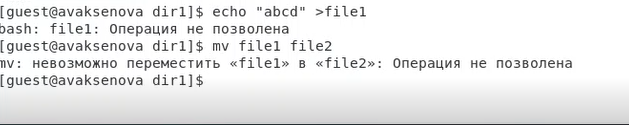 [guest@avaksenova dir1]$ echo "abcd" >file1
bash: file1: Операция не позволена
[guest@avaksenova dir1]$ mv file1 file2
mv: невозможно переместить «file1» в «file2»: Операция не позволена
[guest@avaksenova dir1]$